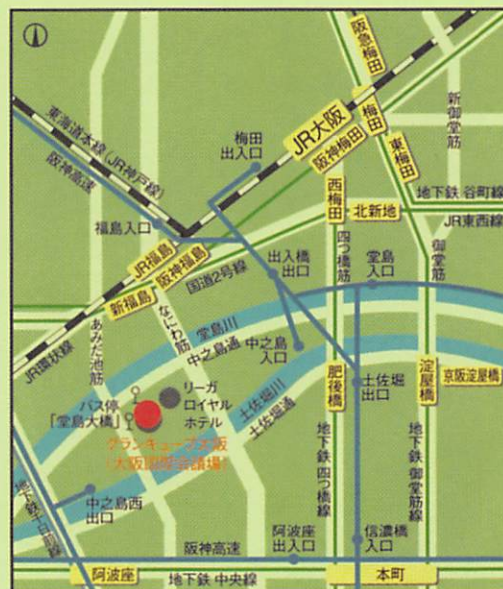 阪急梅田
新御堂筋
JR大阪
梅田
梅田
出入口
阪神梅田
東梅田
東海道本線(JR神戸線)
阪神高速
西梅田
地下鉄 谷町線
北新地
JR東西線
福島入口
四つ橋筋
御堂筋
JR福島
阪神福島
出入橋
出口
堂島
入口
新福島
国道2号線
なにわ筋
あみだ池筋
堂島川
中之島通
中之島
入口
JR環状線
土佐堀川
土佐堀通
肥後橋
土佐堀
出口
淀屋橋
京阪淀屋橋
リーガ
ロイヤル
ホテル
バス停
「堂島大橋」
グランキューブ大阪
(大阪国際会議場)
地下鉄 四つ橋線
地下鉄 御堂筋線
地下鉄千日前線
中之島西
出口
阪神高速
阿波座
出入口
信濃橋
入口
阿波座
地下鉄 中央線
本町